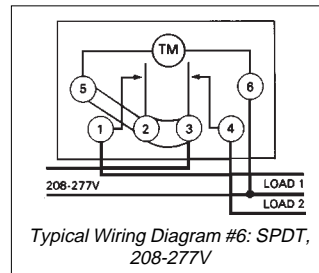 TM
5
6
1
2
3
4
208-277V
LOAD 1
LOAD 2
Typical Wiring Diagram #6: SPDT,
208-277V